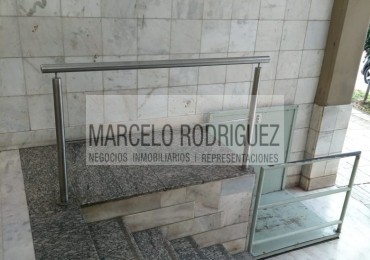 MARCELO RODRIGUEZ
NEGOCIOS INMOBILIARIOS | REPRESENTACIONES